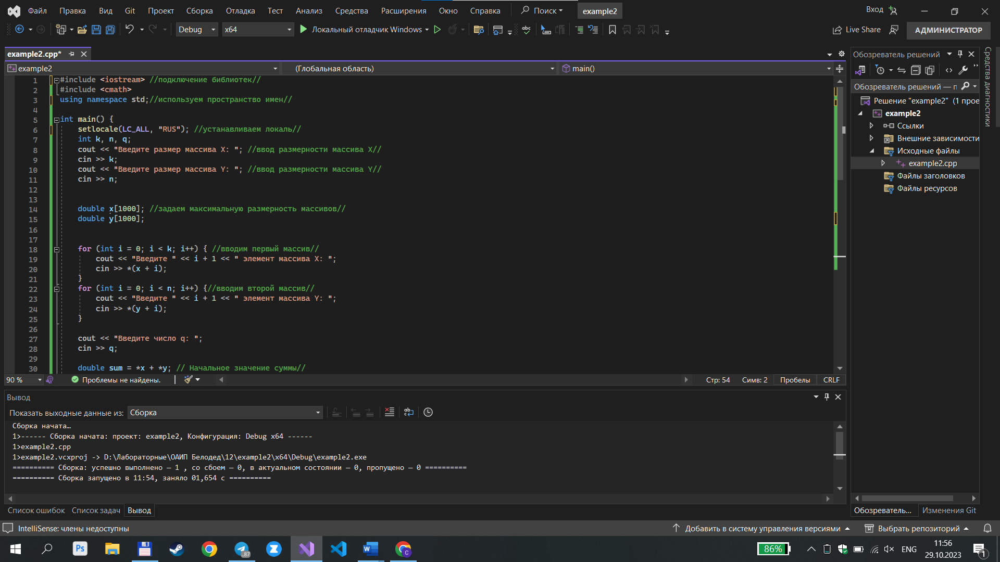 Файл Правка Вид Git Проект Сборка Отладка Тест Анализ Средства Расширения Окно Справка Поиск example2 Вход
Debug x64 Локальный отладчик Windows Live Share АДМИНИСТРАТОР
example2.cpp*
example2 (Глобальная область) main()
1 #include <iostream> //подключение библиотек//
2 #include <cmath>
3 using namespace std;//используем пространство имен//
4
5 int main() {
6 setlocale(LC_ALL, "RUS"); //устанавливаем локаль//
7 int k, n, q;
8 cout << "Введите размер массива X: "; //ввод размерности массива X//
9 cin >> k;
10 cout << "Введите размер массива Y: "; //ввод размерности массива Y//
11 cin >> n;
12
13
14 double x[1000]; //задаем максимальную размерность массивов//
15 double y[1000];
16
17
18 for (int i = 0; i < k; i++) { //вводим первый массив//
19 cout << "Введите " << i + 1 << " элемент массива X: ";
20 cin >> *(x + i);
21 }
22 for (int i = 0; i < n; i++) {//вводим второй массив//
23 cout << "Введите " << i + 1 << " элемент массива Y: ";
24 cin >> *(y + i);
25 }
26
27 cout << "Введите число q: ";
28 cin >> q;
29
30 double sum = *x + *y; // Начальное значение суммы//
90 % Проблемы не найдены. Стр: 54 Симв: 2 Пробелы CRLF
Вывод
Показать выходные данные из: Сборка
Сборка начата…
1>------ Сборка начата: проект: example2, Конфигурация: Debug x64 ------
1>example2.cpp
1>example2.vcxproj -> D:\Лабораторные\ОАИП Белодед\12\example2\x64\Debug\example2.exe
========== Сборка: успешно выполнено — 1 , со сбоем — 0, в актуальном состоянии — 0, пропущено — 0 ==========
========== Сборка запущено в 11:54, заняло 01,654 с ==========
Список ошибок Список задач Вывод
Обозреватель решений
Обозреватель решений — п
Решение "example2" (1 прое
example2
Ссылки
Внешние зависимости
Исходные файлы
example2.cpp
Файлы заголовков
Файлы ресурсов
Обозреватель... Изменения Git
Средства диагностики
IntelliSense: члены недоступны Добавить в систему управления версиями Выбрать репозиторий
Ps ..87 W C 86% ENG 11:56
29.10.2023
1